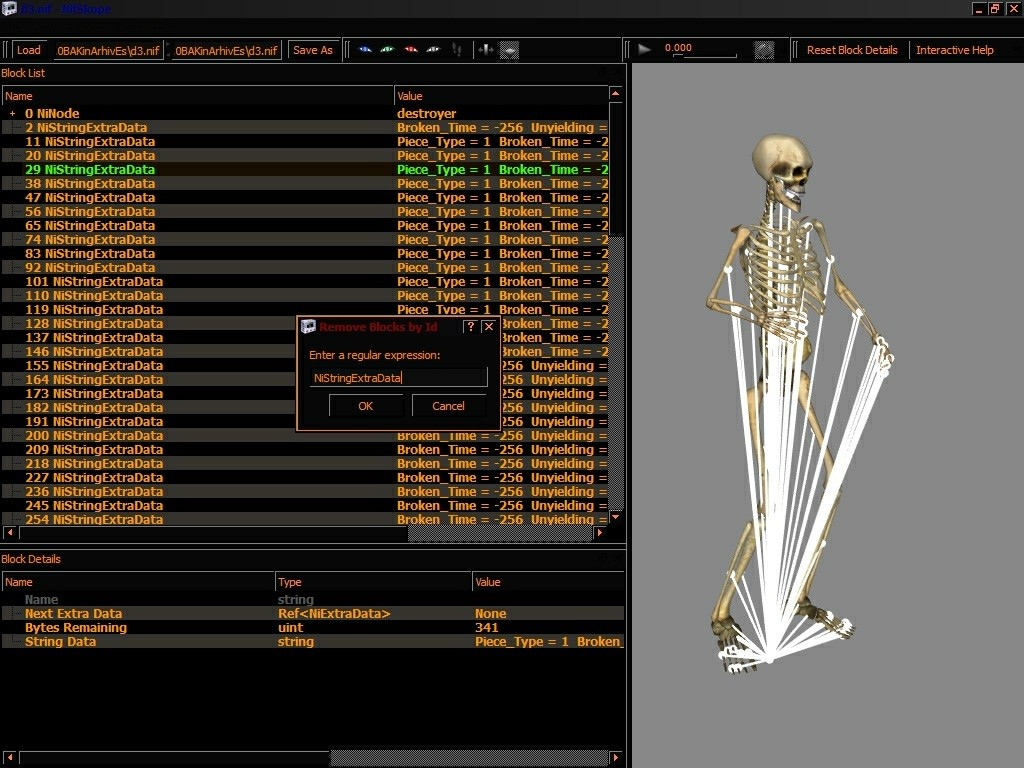 d3.nif - NifSkope
Load 0BAKinArhivEs\d3.nif 0BAKinArhivEs\d3.nif Save As 0.000 Reset Block Details Interactive Help
Block List
Name Value
+ 0 NiNode destroyer
2 NiStringExtraData Broken_Time = -256 Unyielding =
11 NiStringExtraData Piece_Type = 1 Broken_Time = -2
20 NiStringExtraData Piece_Type = 1 Broken_Time = -2
29 NiStringExtraData Piece_Type = 1 Broken_Time = -2
38 NiStringExtraData Piece_Type = 1 Broken_Time = -2
47 NiStringExtraData Piece_Type = 1 Broken_Time = -2
56 NiStringExtraData Piece_Type = 1 Broken_Time = -2
65 NiStringExtraData Piece_Type = 1 Broken_Time = -2
74 NiStringExtraData Piece_Type = 1 Broken_Time = -2
83 NiStringExtraData Piece_Type = 1 Broken_Time = -2
92 NiStringExtraData Piece_Type = 1 Broken_Time = -2
101 NiStringExtraData Piece_Type = 1 Broken_Time = -2
110 NiStringExtraData Piece_Type = 1 Broken_Time = -2
119 NiStringExtraData Piece_Type = 1 Broken_Time = -2
128 NiStringExtraData Broken_Time = -2
137 NiStringExtraData Broken_Time = -2
146 NiStringExtraData Broken_Time = -2
155 NiStringExtraData 256 Unyielding =
164 NiStringExtraData 256 Unyielding =
173 NiStringExtraData 256 Unyielding =
182 NiStringExtraData 256 Unyielding =
191 NiStringExtraData 256 Unyielding =
200 NiStringExtraData Broken_Time = -256 Unyielding =
209 NiStringExtraData Broken_Time = -256 Unyielding =
218 NiStringExtraData Broken_Time = -256 Unyielding =
227 NiStringExtraData Broken_Time = -256 Unyielding =
236 NiStringExtraData Broken_Time = -256 Unyielding =
245 NiStringExtraData Broken_Time = -256 Unyielding =
254 NiStringExtraData Broken_Time = -256 Unyielding =
Remove Blocks by Id
Enter a regular expression:
NiStringExtraData
OK Cancel
Block Details
Name Type Value
Name string
Next Extra Data Ref<NiExtraData> None
Bytes Remaining uint 341
String Data string Piece_Type = 1 Broken_